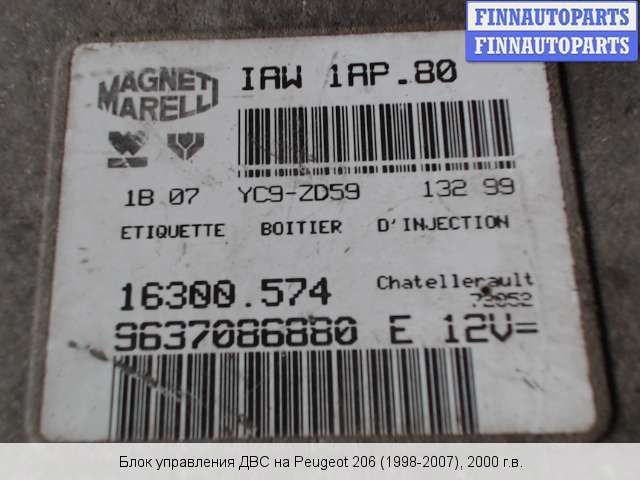 FINNAUTOPARTS
FINNAUTOPARTS
MAGNETI MARELLI
IAW 1AP.80
1B 07 YC9-ZD59 132 99
ETIQUETTE BOITIER D'INJECTION
16300.574 Chatellerault
72052
9637086880 E 12V=
Блок управления ДВС на Peugeot 206 (1998-2007), 2000 г.в.